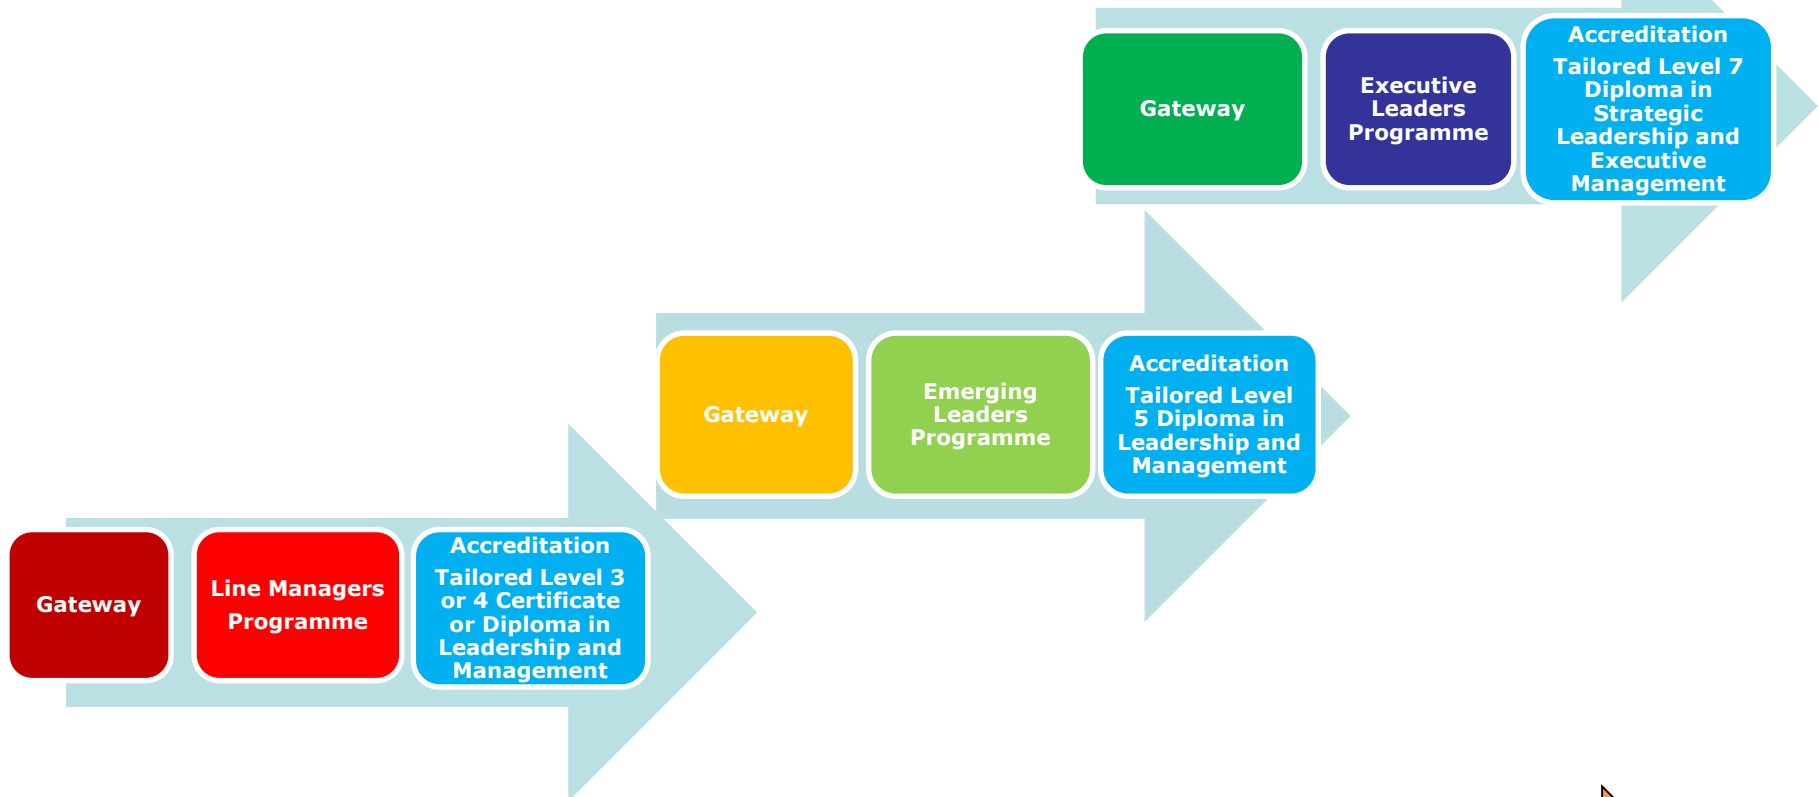 Gateway
Executive
Leaders
Programme
Accreditation
Tailored Level 7
Diploma in
Strategic
Leadership and
Executive
Management
Gateway
Emerging
Leaders
Programme
Accreditation
Tailored Level
5 Diploma in
Leadership and
Management
Gateway
Line Managers
Programme
Accreditation
Tailored Level 3
or 4 Certificate
or Diploma in
Leadership and
Management